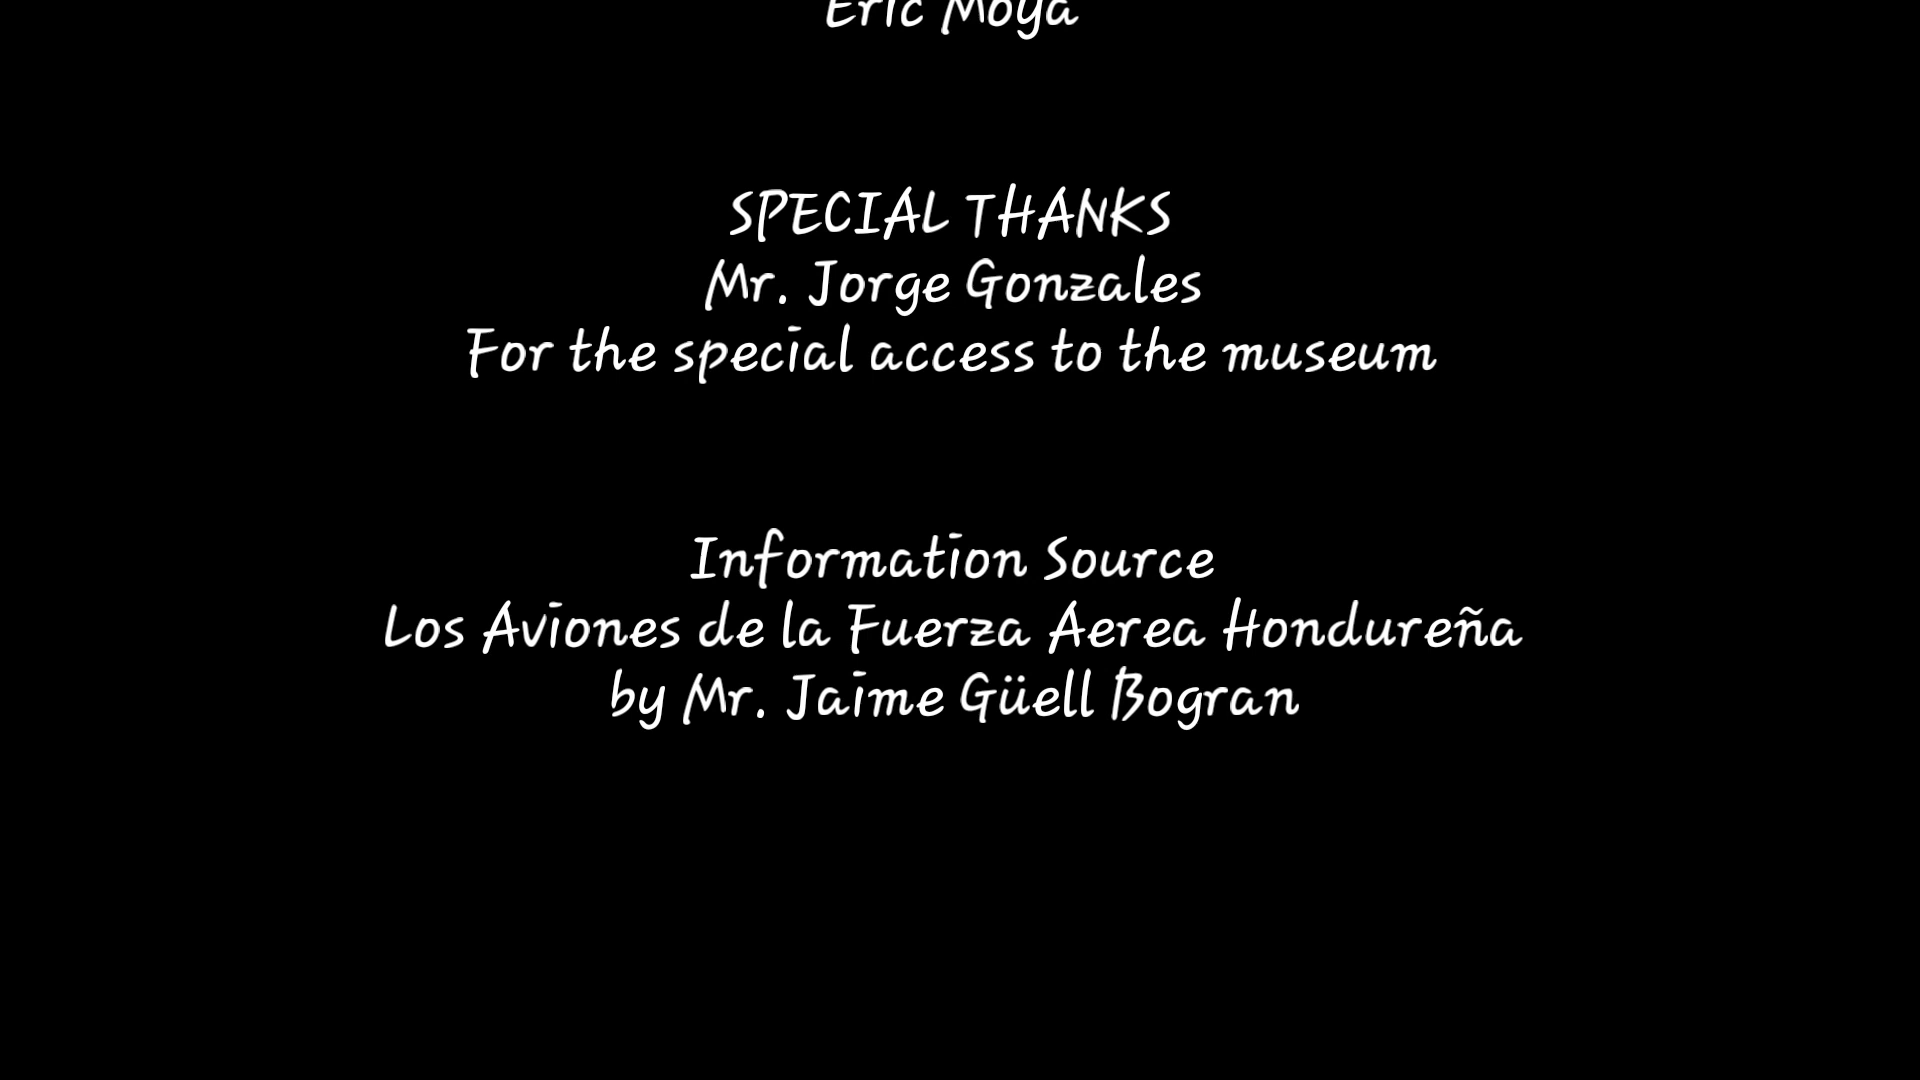 Eric Moya
SPECIAL THANKS
Mr. Jorge Gonzales
For the special access to the museum
Information Source
Los Aviones de la Fuerza Aerea Hondureña
by Mr. Jaime Güell Bogran